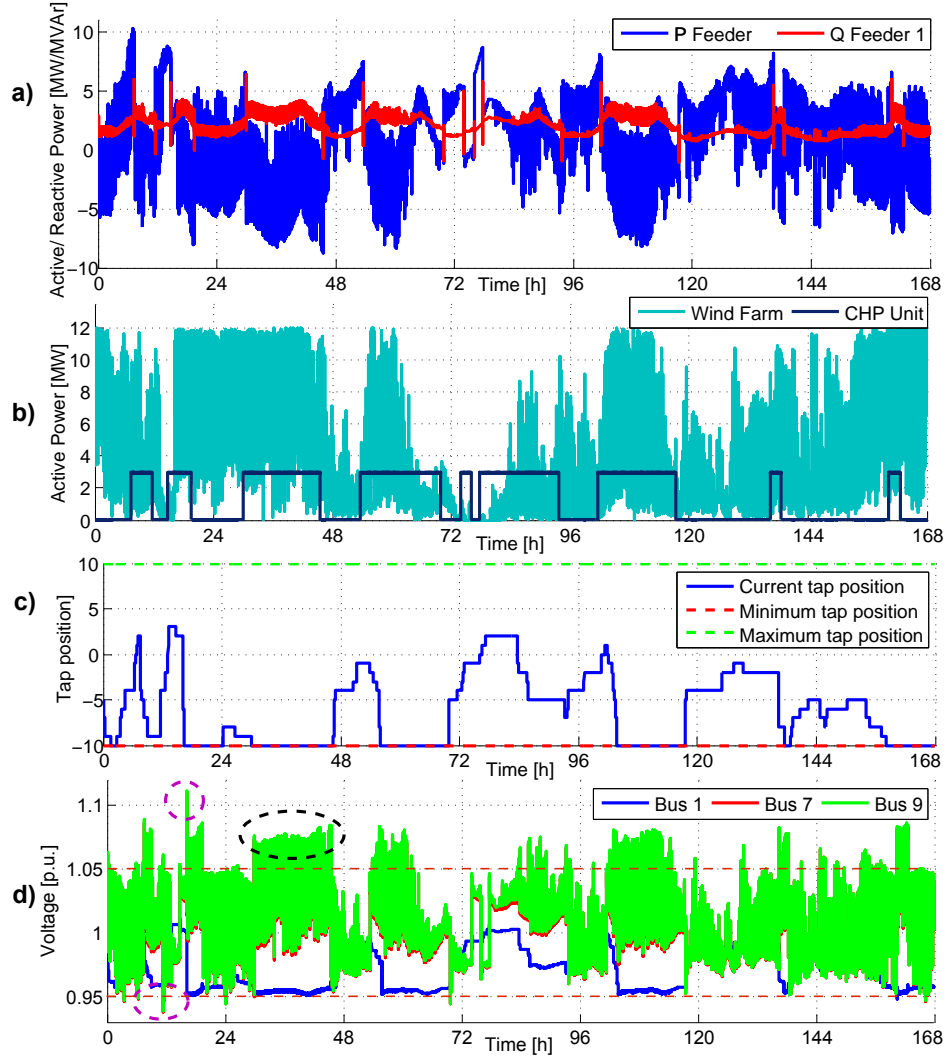 a)
Active/ Reactive Power [MW/MVAr]
10
5
0
−5
−10
P Feeder
Q Feeder 1
0 24 48 72 96 120 144 168
Time [h]
b)
Active Power [MW]
12
10
8
6
4
2
0
Wind Farm
CHP Unit
0 24 48 72 96 120 144 168
Time [h]
c)
Tap position]
10
5
0
−5
−10
Current tap position
Minimum tap position
Maximum tap position
0 24 48 72 96 120 144 168
Time [h]
d)
Voltage [p.u.]
1.1
1.05
1
0.95
Bus 1
Bus 7
Bus 9
0 24 48 72 96 120 144 168
Time [h]